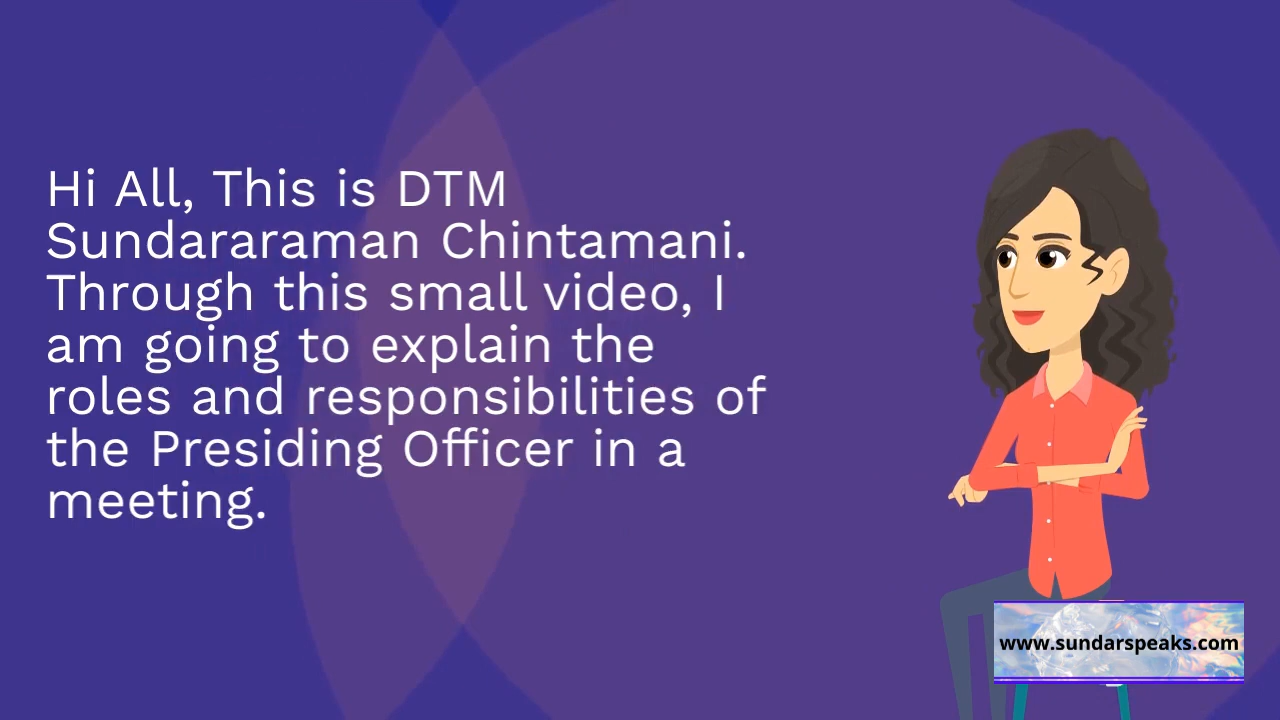 Hi All, This is DTM
Sundararaman Chintamani.
Through this small video, I
am going to explain the
roles and responsibilities of
the Presiding Officer in a
meeting.
www.sundarspeaks.com